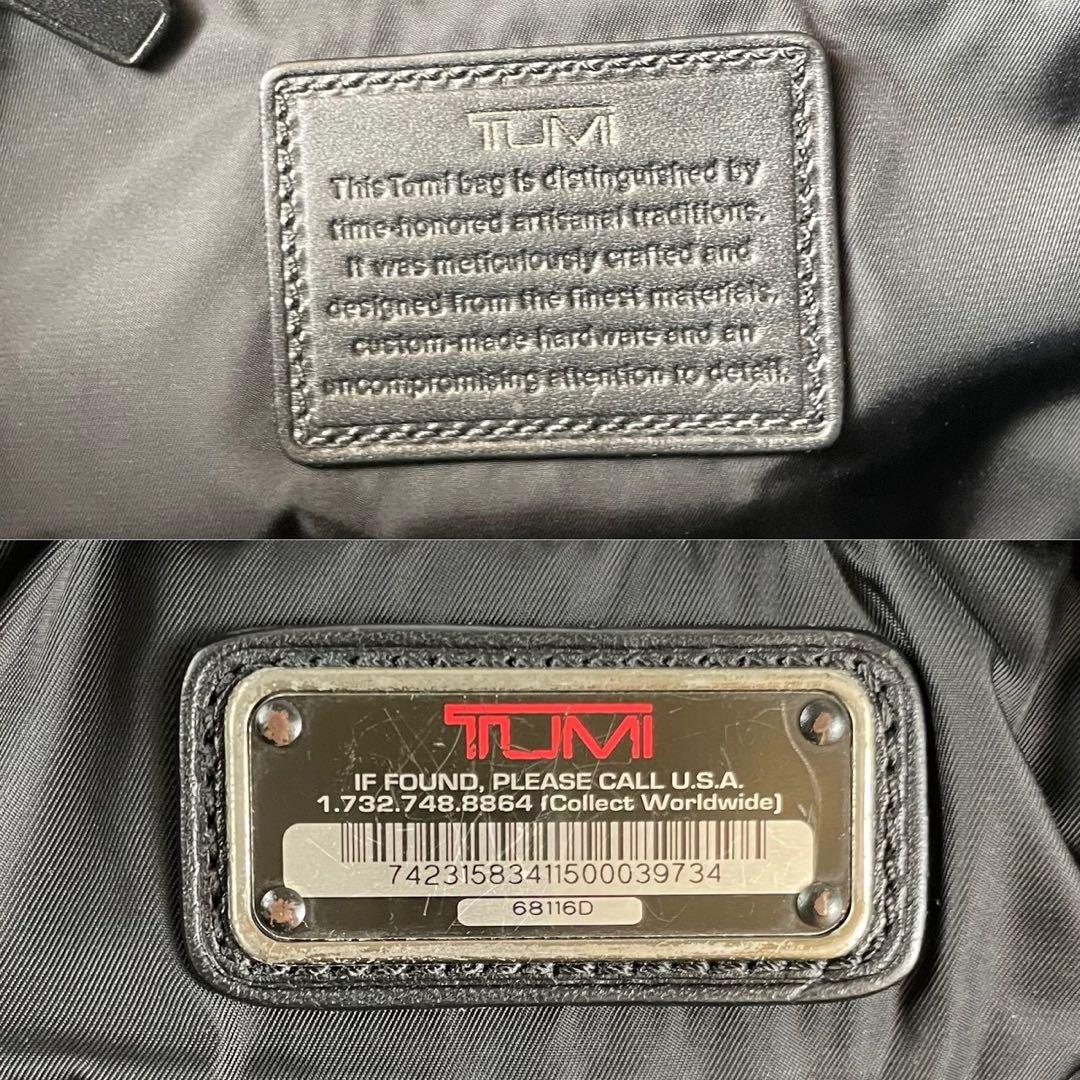 TUMI
This Tumi bag is distinguished by
time-honored artisanal traditions.
It was meticulously crafted and
designed from the finest materials,
custom-made hardware and an
uncompromising attention to detail.
TUMI
IF FOUND, PLEASE CALL U.S.A.
1.732.748.8864 (Collect Worldwide)
74231583411500039734
68116D